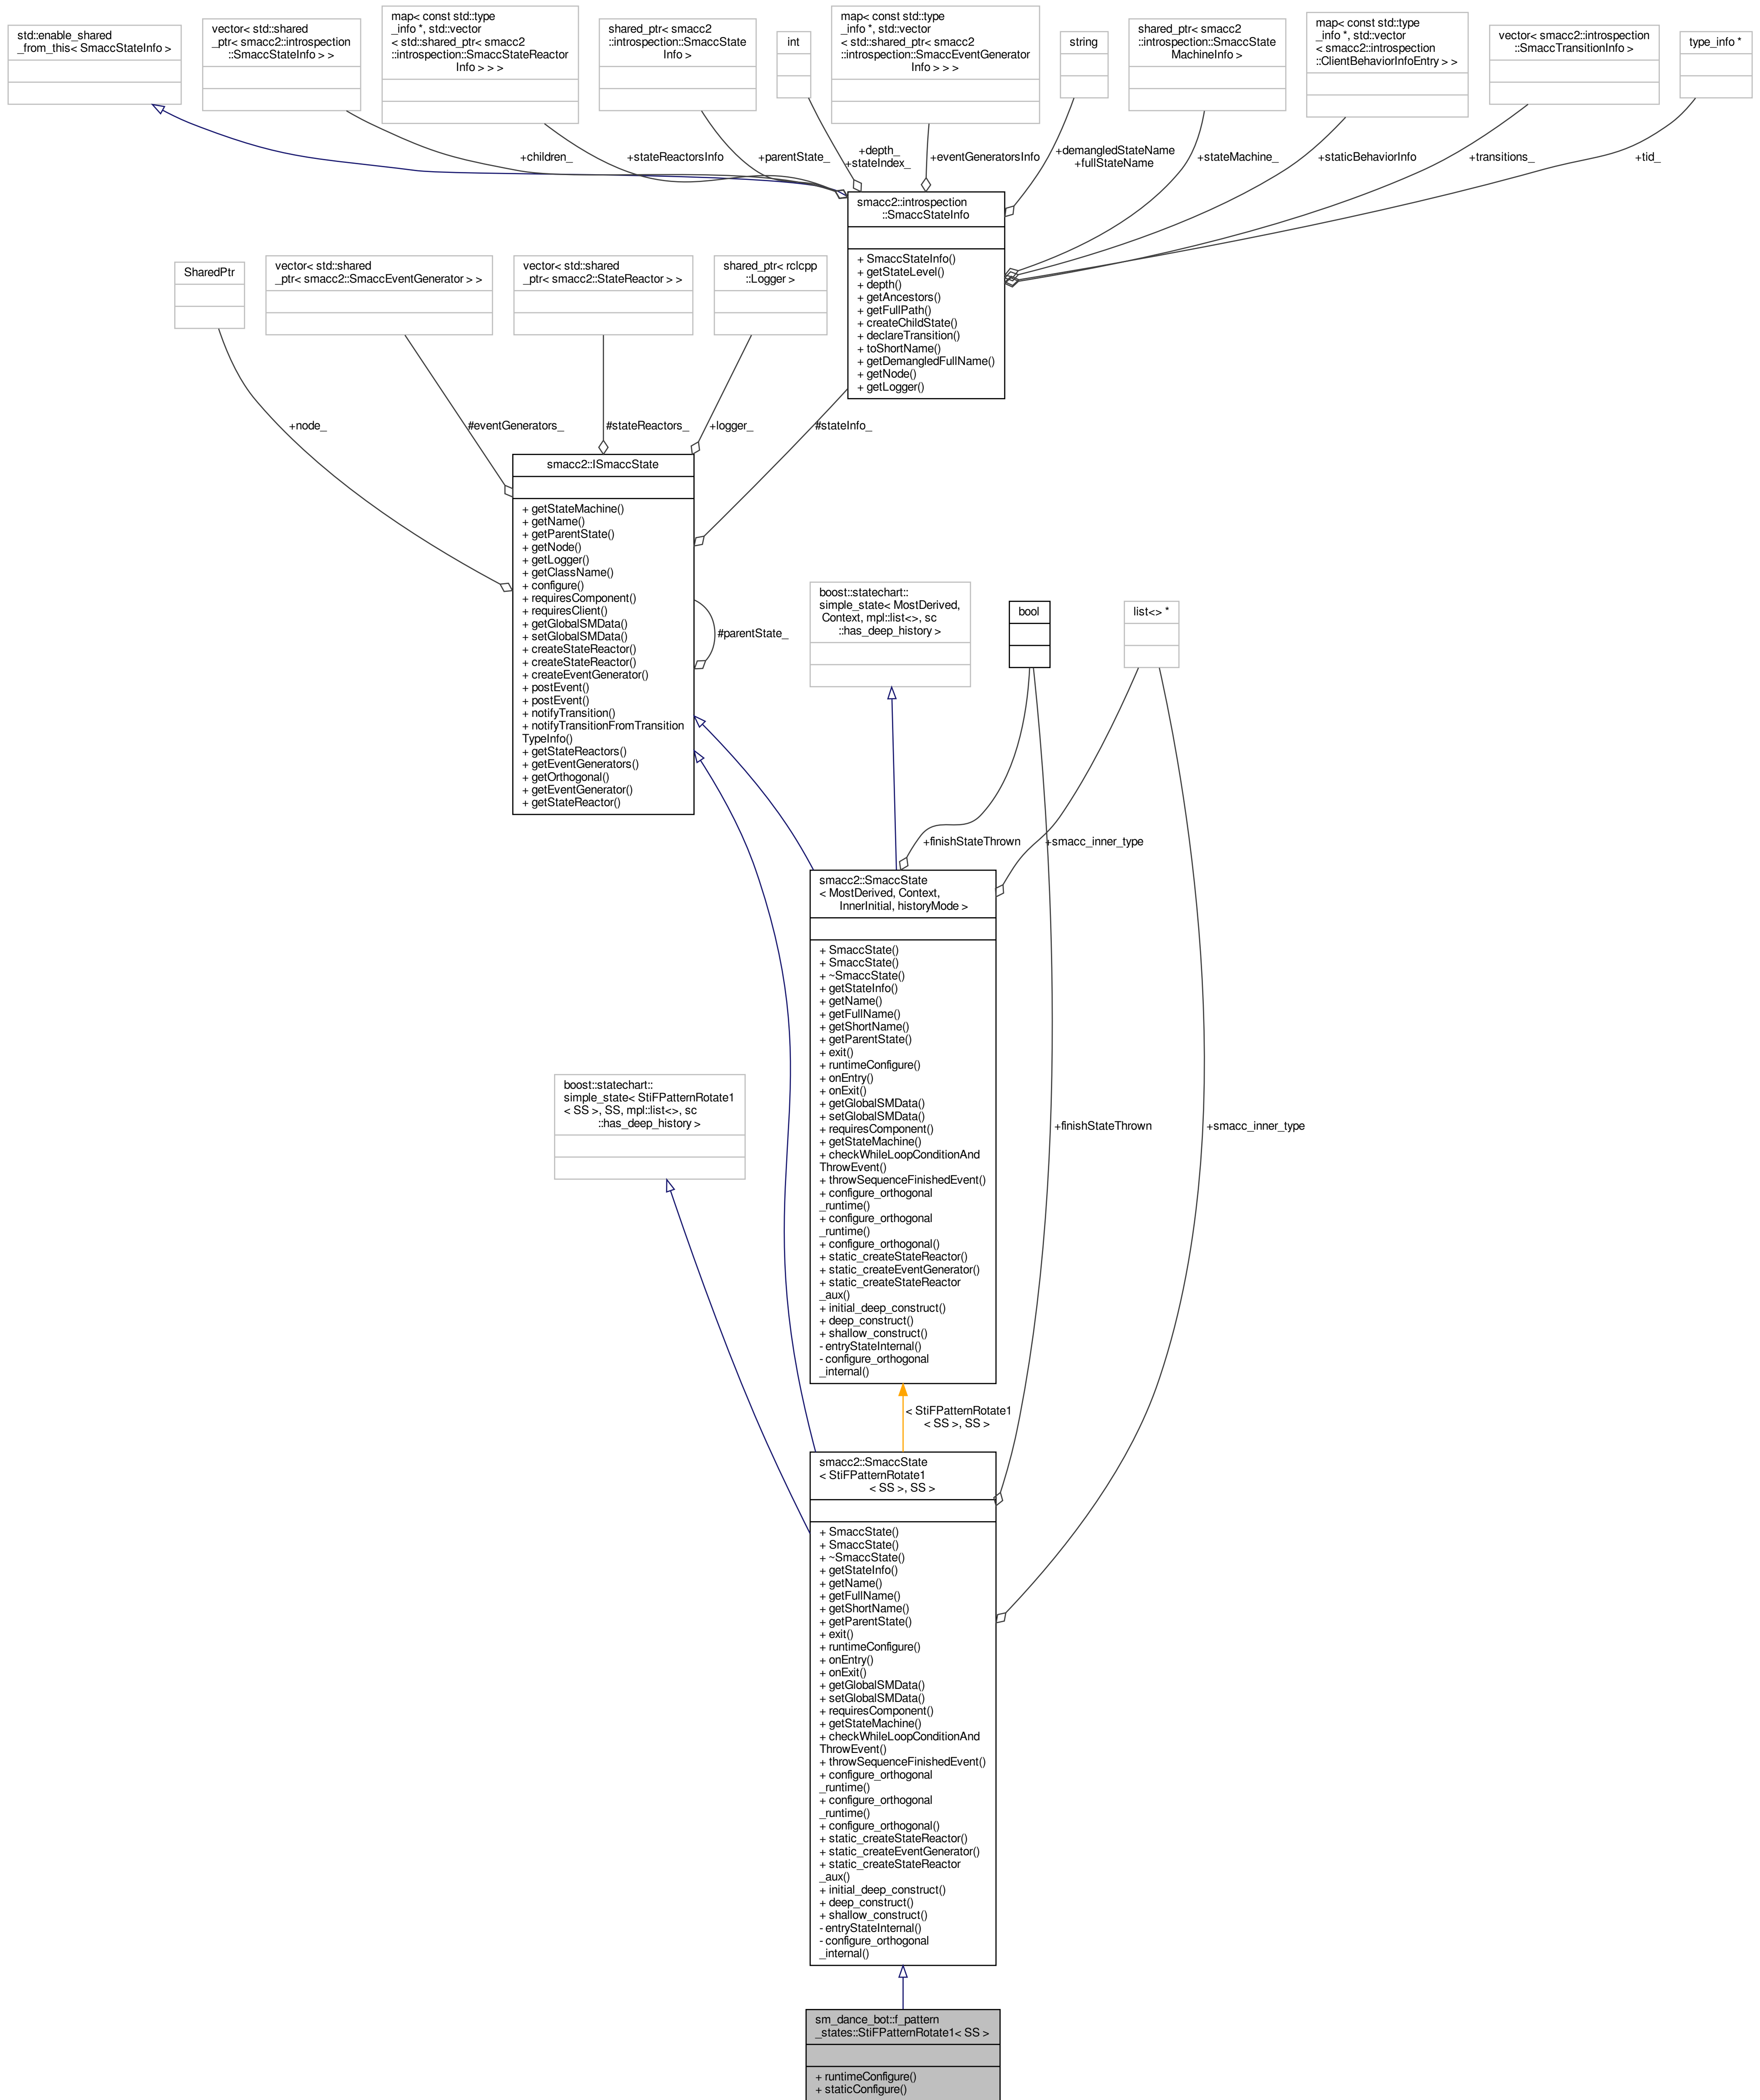 std::enable_shared
_from_this< SmaccStateInfo >
vector< std::shared
_ptr< smacc2::introspection
::SmaccStateInfo > >
map< const std::type
_info *, std::vector
< std::shared_ptr< smacc2
::introspection::SmaccStateReactor
Info > > >
shared_ptr< smacc2
::introspection::SmaccState
Info >
int
map< const std::type
_info *, std::vector
< std::shared_ptr< smacc2
::introspection::SmaccEventGenerator
Info > > >
string
shared_ptr< smacc2
::introspection::SmaccState
MachineInfo >
map< const std::type
_info *, std::vector
< smacc2::introspection
::ClientBehaviorInfoEntry > >
vector< smacc2::introspection
::SmaccTransitionInfo >
type_info *
+children_
+stateReactorsInfo
+parentState_
+depth_
+stateIndex_
+eventGeneratorsInfo
+demangledStateName
+fullStateName
+stateMachine_
+staticBehaviorInfo
+transitions_
+tid_
smacc2::introspection
::SmaccStateInfo
+ SmaccStateInfo()
+ getStateLevel()
+ depth()
+ getAncestors()
+ getFullPath()
+ createChildState()
+ declareTransition()
+ toShortName()
+ getDemangledFullName()
+ getNode()
+ getLogger()
SharedPtr
vector< std::shared
_ptr< smacc2::SmaccEventGenerator > >
vector< std::shared
_ptr< smacc2::StateReactor > >
shared_ptr< rclcpp
::Logger >
+node_
#eventGenerators_
#stateReactors_
+logger_
#stateInfo_
smacc2::ISmaccState
+ getStateMachine()
+ getName()
+ getParentState()
+ getNode()
+ getLogger()
+ getClassName()
+ configure()
+ requiresComponent()
+ requiresClient()
+ getGlobalSMData()
+ setGlobalSMData()
+ createStateReactor()
+ createStateReactor()
+ createEventGenerator()
+ postEvent()
+ postEvent()
+ notifyTransition()
+ notifyTransitionFromTransition
TypeInfo()
+ getStateReactors()
+ getEventGenerators()
+ getOrthogonal()
+ getEventGenerator()
+ getStateReactor()
#parentState_
boost::statechart::
simple_state< MostDerived,
Context, mpl::list<>, sc
::has_deep_history >
bool
list<> *
+finishStateThrown
+smacc_inner_type
smacc2::SmaccState
< MostDerived, Context,
InnerInitial, historyMode >
+ SmaccState()
+ SmaccState()
+ ~SmaccState()
+ getStateInfo()
+ getName()
+ getFullName()
+ getShortName()
+ getParentState()
+ exit()
+ runtimeConfigure()
+ onEntry()
+ onExit()
+ getGlobalSMData()
+ setGlobalSMData()
+ requiresComponent()
+ getStateMachine()
+ checkWhileLoopConditionAnd
ThrowEvent()
+ throwSequenceFinishedEvent()
+ configure_orthogonal
_runtime()
+ configure_orthogonal
_runtime()
+ configure_orthogonal()
+ static_createStateReactor()
+ static_createEventGenerator()
+ static_createStateReactor
_aux()
+ initial_deep_construct()
+ deep_construct()
+ shallow_construct()
- entryStateInternal()
- configure_orthogonal
_internal()
boost::statechart::
simple_state< StiFPatternRotate1
< SS >, SS, mpl::list<>, sc
::has_deep_history >
+finishStateThrown
+smacc_inner_type
< StiFPatternRotate1
< SS >, SS >
smacc2::SmaccState
< StiFPatternRotate1
< SS >, SS >
+ SmaccState()
+ SmaccState()
+ ~SmaccState()
+ getStateInfo()
+ getName()
+ getFullName()
+ getShortName()
+ getParentState()
+ exit()
+ runtimeConfigure()
+ onEntry()
+ onExit()
+ getGlobalSMData()
+ setGlobalSMData()
+ requiresComponent()
+ getStateMachine()
+ checkWhileLoopConditionAnd
ThrowEvent()
+ throwSequenceFinishedEvent()
+ configure_orthogonal
_runtime()
+ configure_orthogonal
_runtime()
+ configure_orthogonal()
+ static_createStateReactor()
+ static_createEventGenerator()
+ static_createStateReactor
_aux()
+ initial_deep_construct()
+ deep_construct()
+ shallow_construct()
- entryStateInternal()
- configure_orthogonal
_internal()
sm_dance_bot::f_pattern
_states::StiFPatternRotate1< SS >
+ runtimeConfigure()
+ staticConfigure()